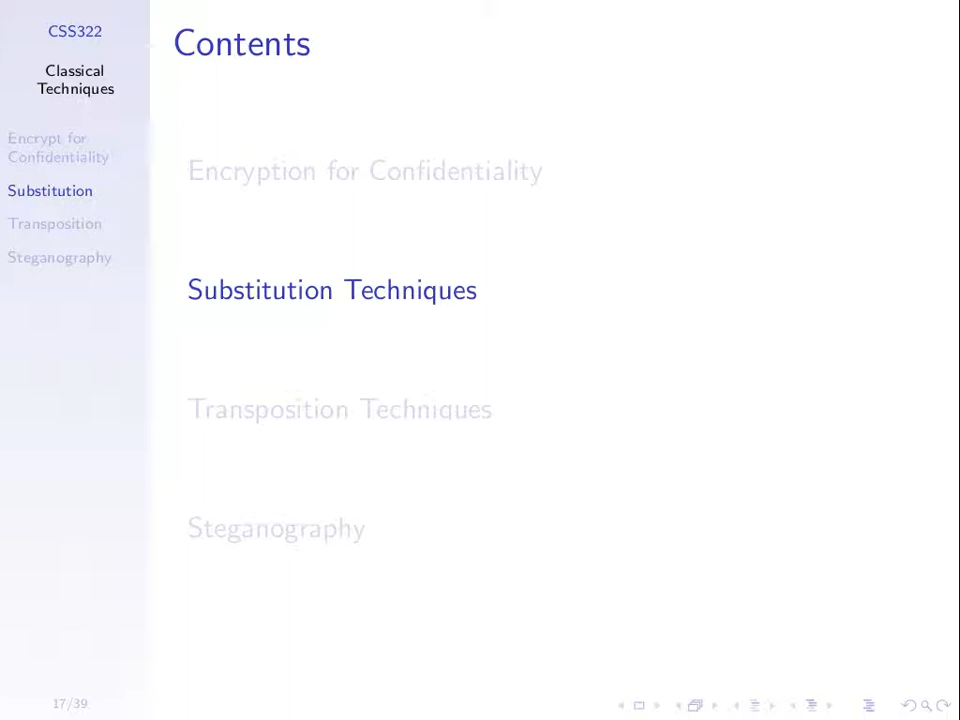 CSS322
Classical
Techniques
Encrypt for
Confidentiality
Substitution
Transposition
Steganography
Contents
Encryption for Confidentiality
Substitution Techniques
Transposition Techniques
Steganography
17/39